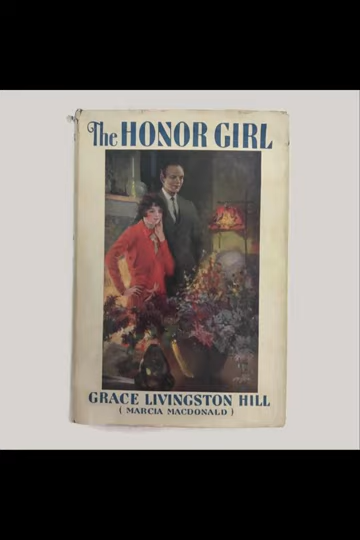 The HONOR GIRL
GRACE LIVINGSTON HILL
(MARCIA MACDONALD)